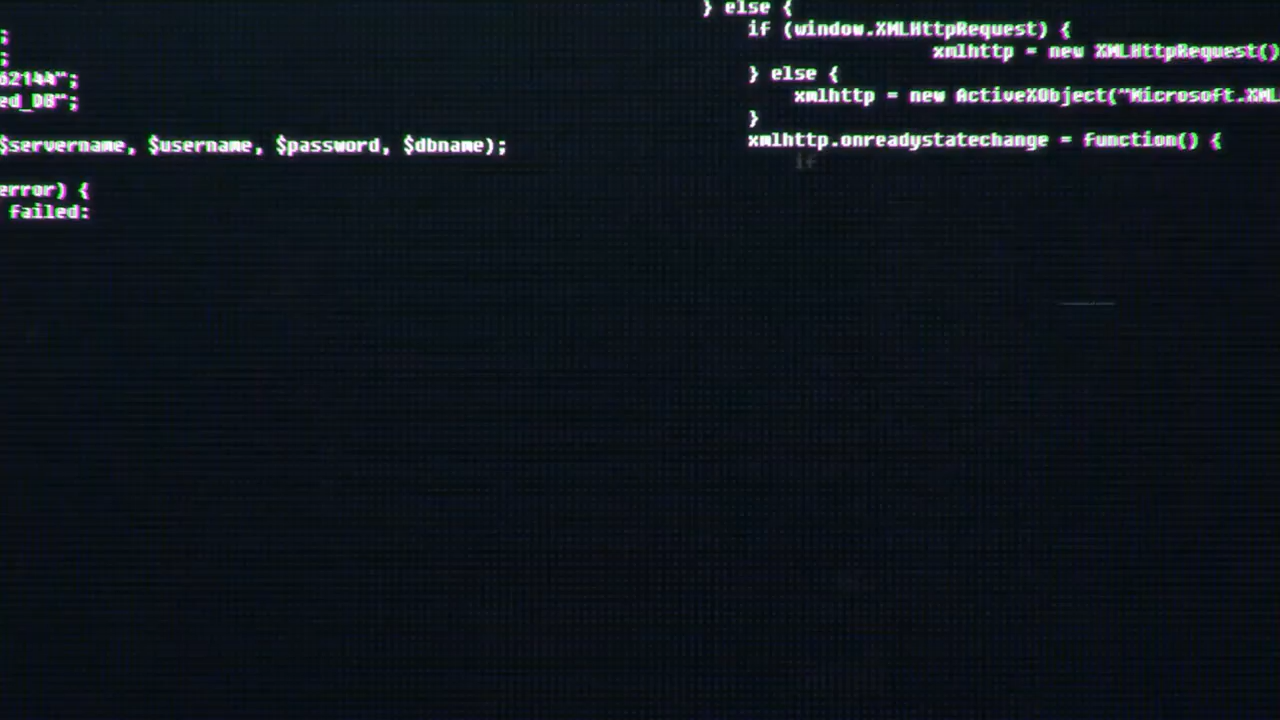 ;
;
62144";
ed_DB";
$servername, $username, $password, $dbname);
error) {
failed:
} else {
if (window.XMLHttpRequest) {
xmlhttp = new XMLHttpRequest()
} else {
xmlhttp = new ActiveXObject("Microsoft.XML
}
xmlhttp.onreadystatechange = function() {
if